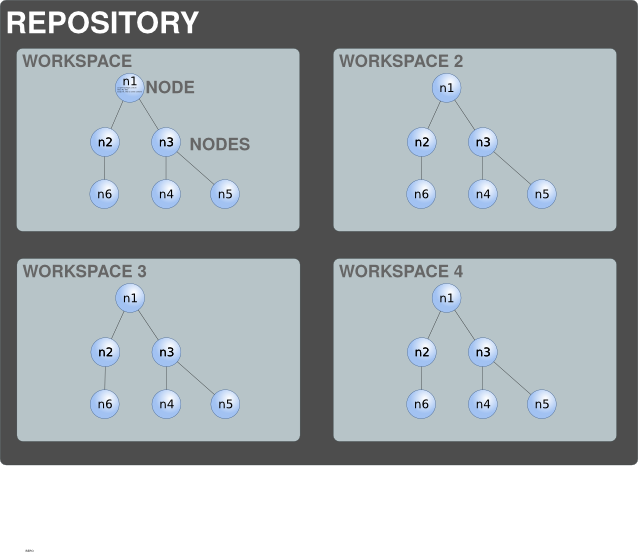 REPOSITORY
WORKSPACE
n1
NODE
n2
n3
NODES
n6
n4
n5
WORKSPACE 2
n1
n2
n3
n6
n4
n5
WORKSPACE 3
n1
n2
n3
n6
n4
n5
WORKSPACE 4
n1
n2
n3
n6
n4
n5